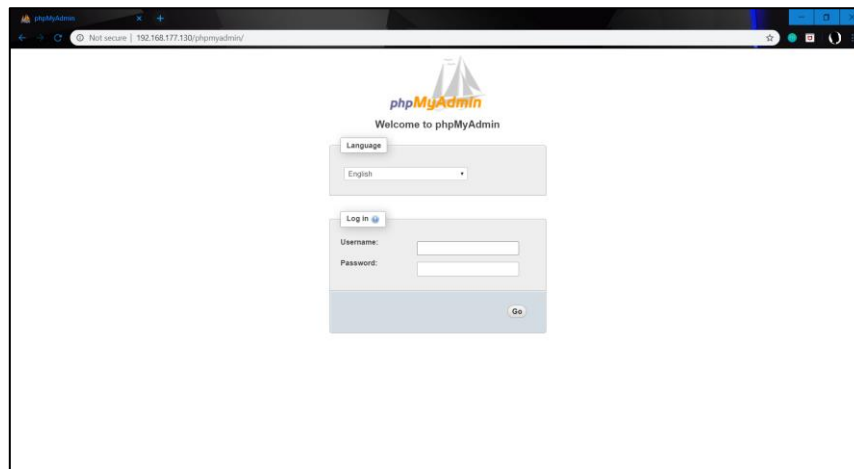 phpMyAdmin
Not secure | 192.168.177.130/phpmyadmin/
phpMyAdmin
Welcome to phpMyAdmin
Language
English
Log in
Username:
Password:
Go